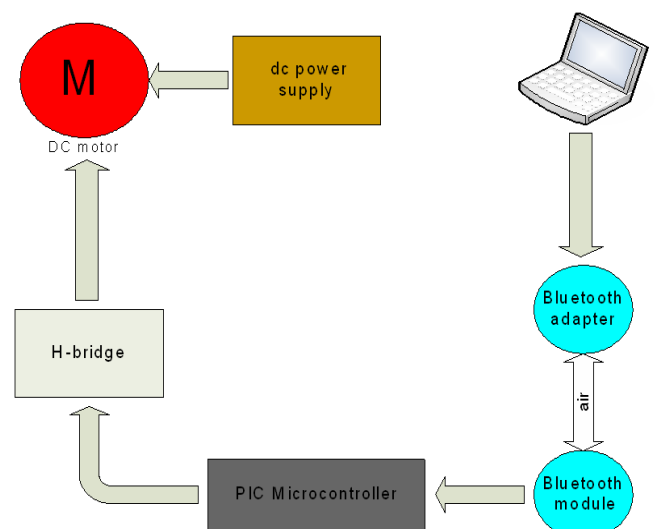 M
DC motor
dc power
supply
Bluetooth
adapter
H-bridge
air
PIC Microcontroller
Bluetooth
module